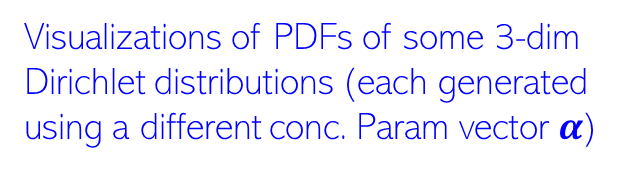 Visualizations of PDFs of some 3-dim
Dirichlet distributions (each generated
using a different conc. Param vector 𝜶)